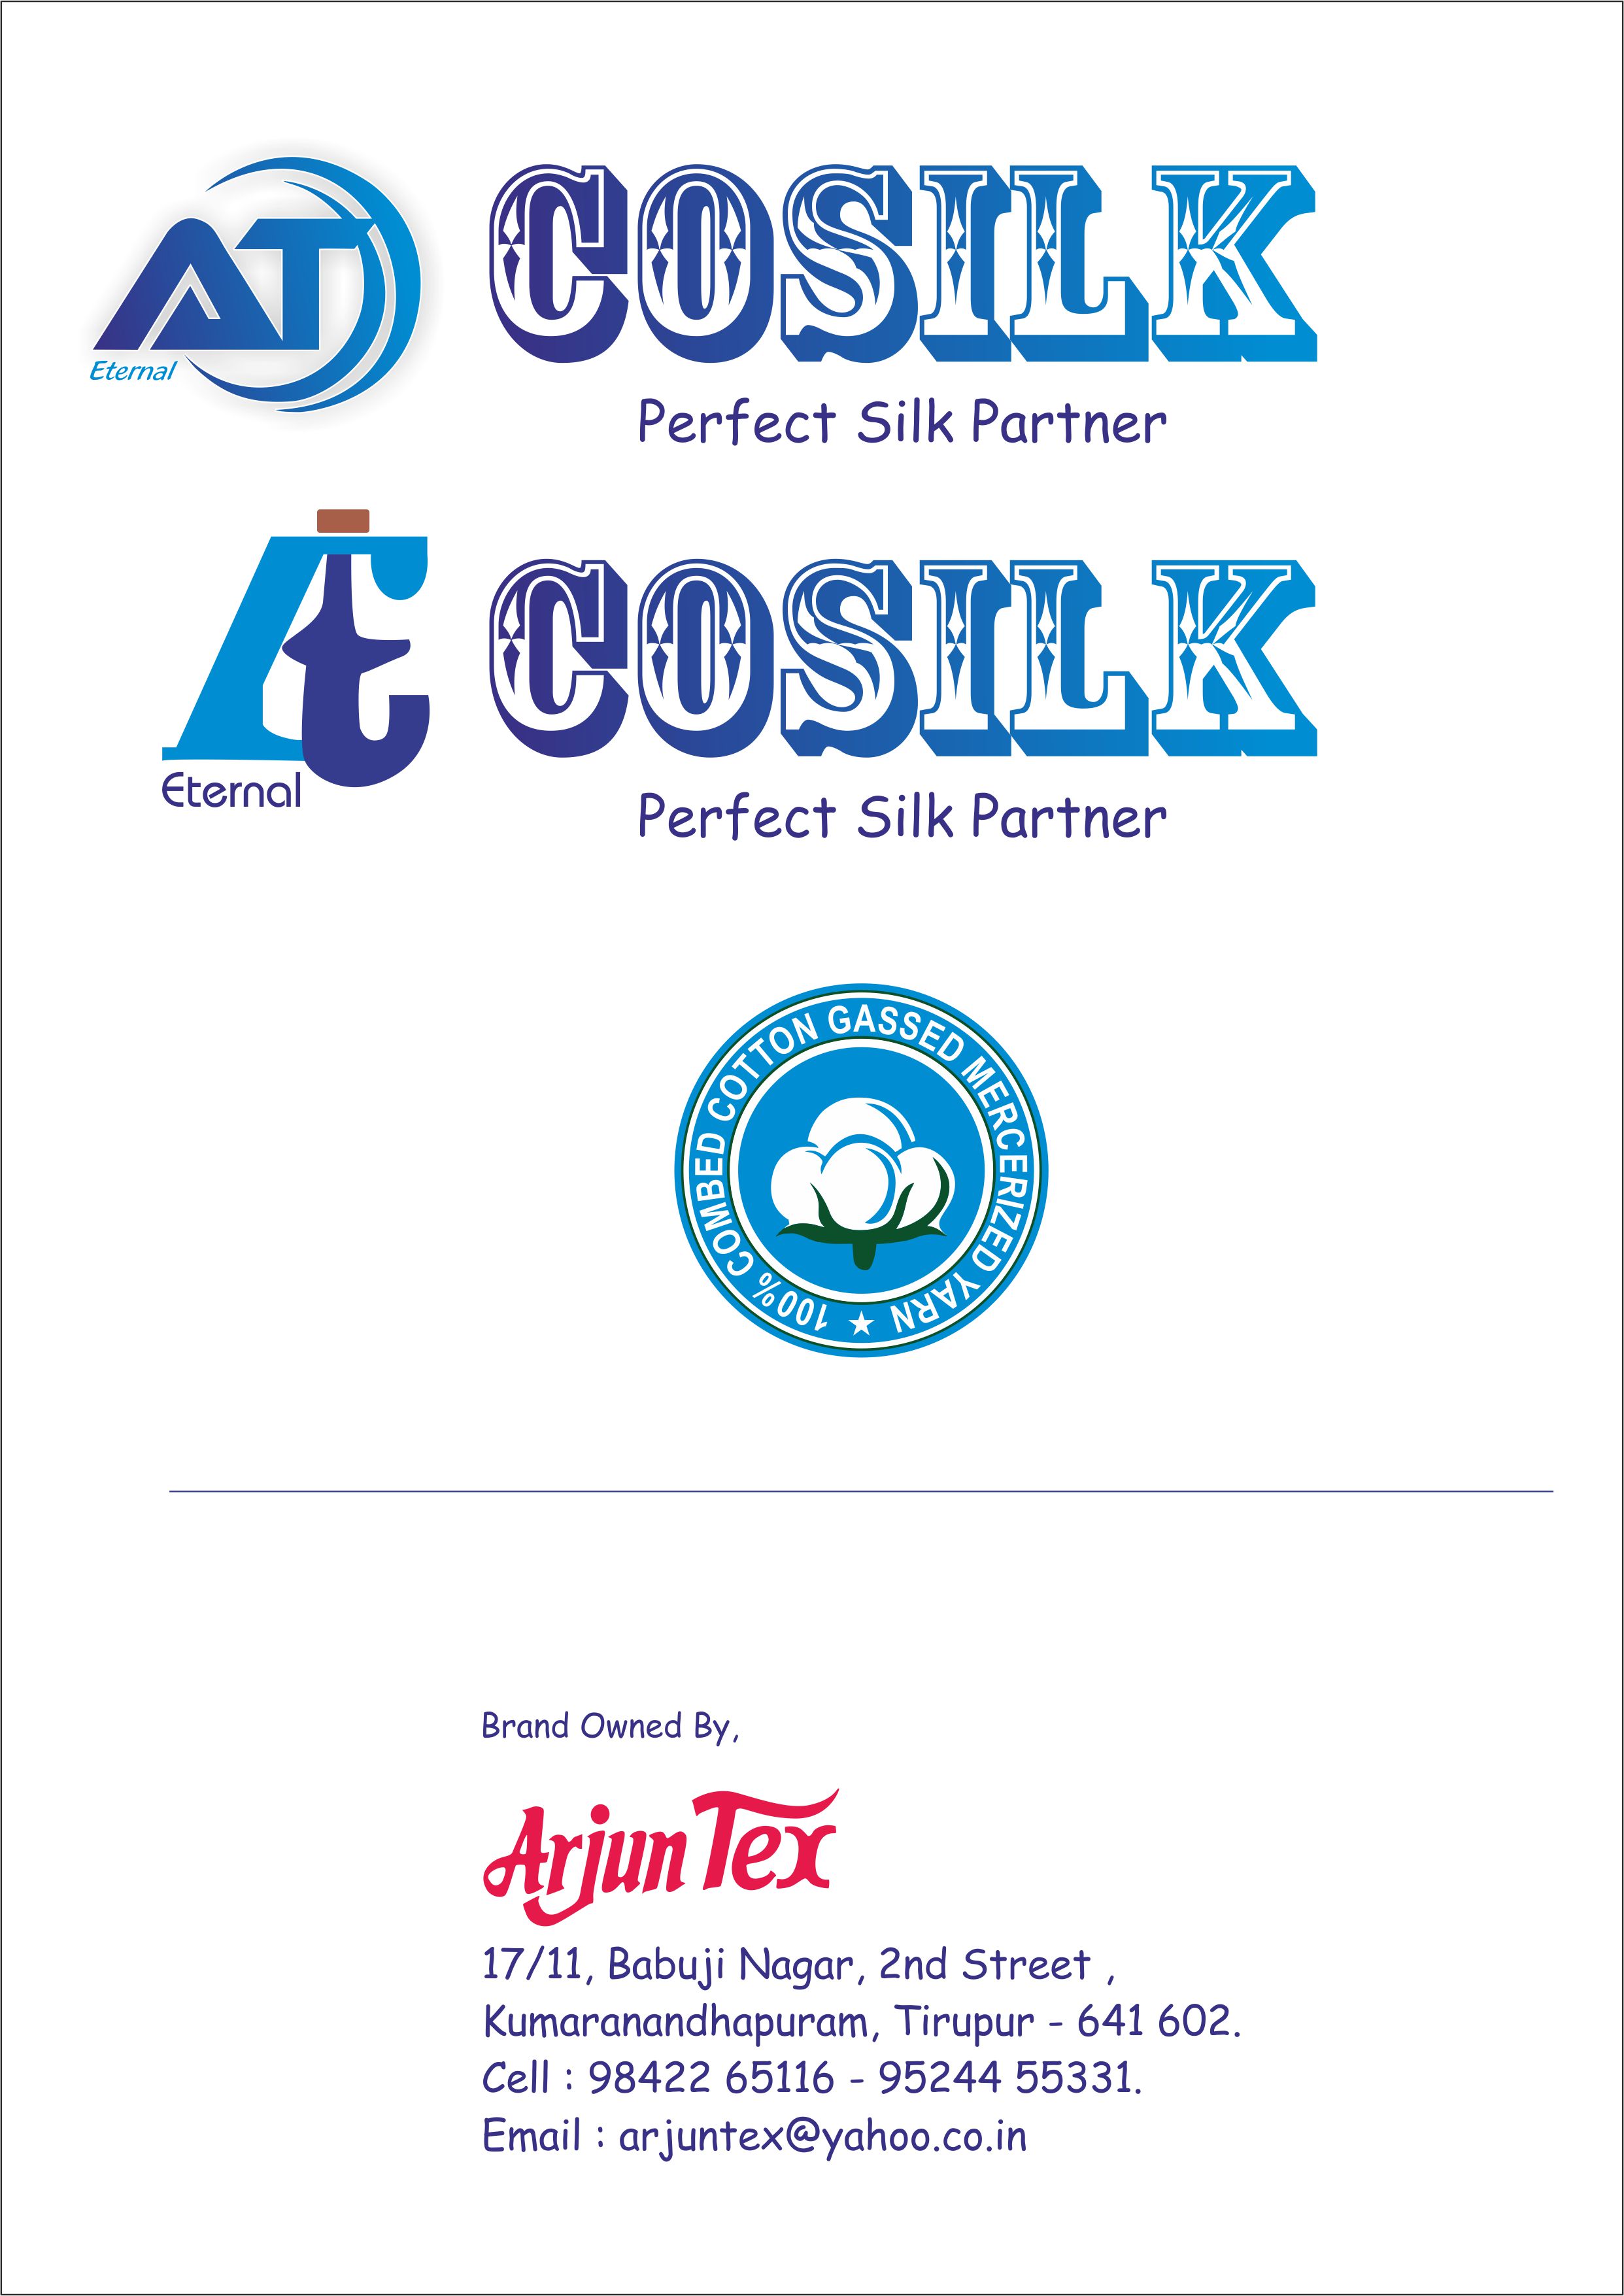 AT
Eternal
COSILK
Perfect Silk Partner
At
Eternal
COSILK
Perfect Silk Partner
100% COMBED COTTON GASSED MERCERIZED YARN
Brand Owned By,
Arjun Tex
17/11, Babuji Nagar, 2nd Street ,
Kumaranandhapuram, Tirupur - 641 602.
Cell : 98422 65116 - 95244 55331.
Email : arjuntex@yahoo.co.in